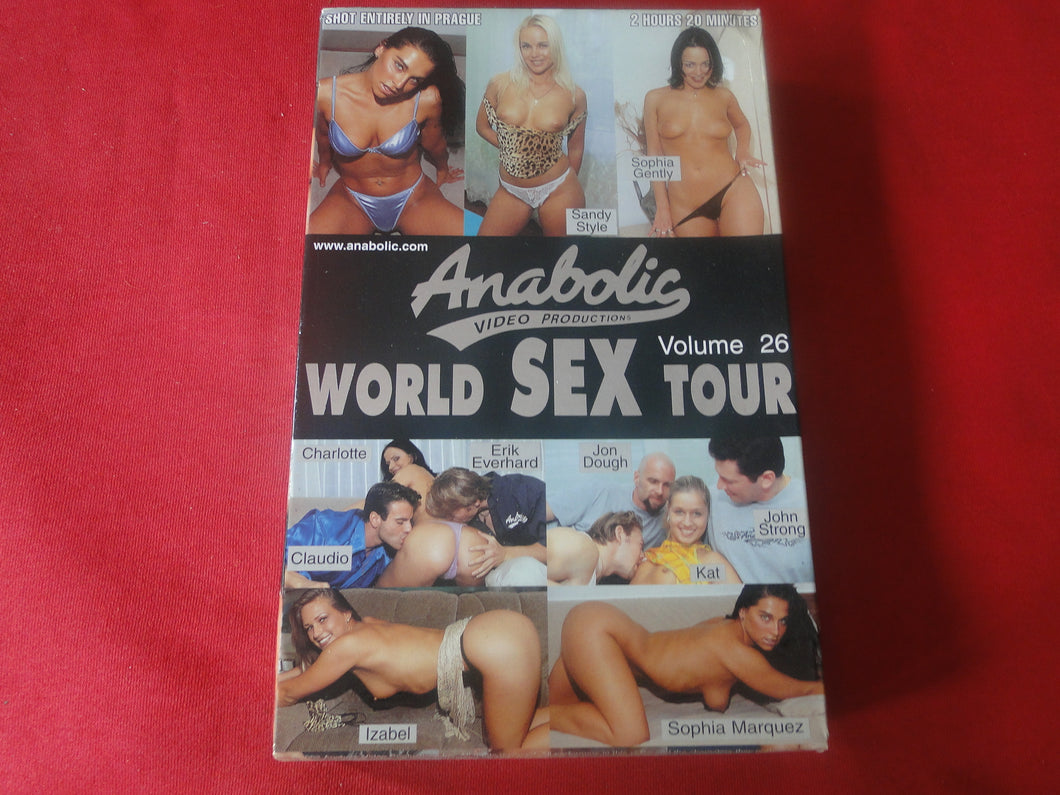 SHOT ENTIRELY IN PRAGUE
2 HOURS 20 MINUTES
Sophia
Gently
Sandy
Style
www.anabolic.com
Anabolic
VIDEO PRODUCTIONS
Volume 26
WORLD SEX TOUR
Charlotte
Erik
Everhard
Jon
Dough
John
Strong
Claudio
Kat
Izabel
Sophia Marquez